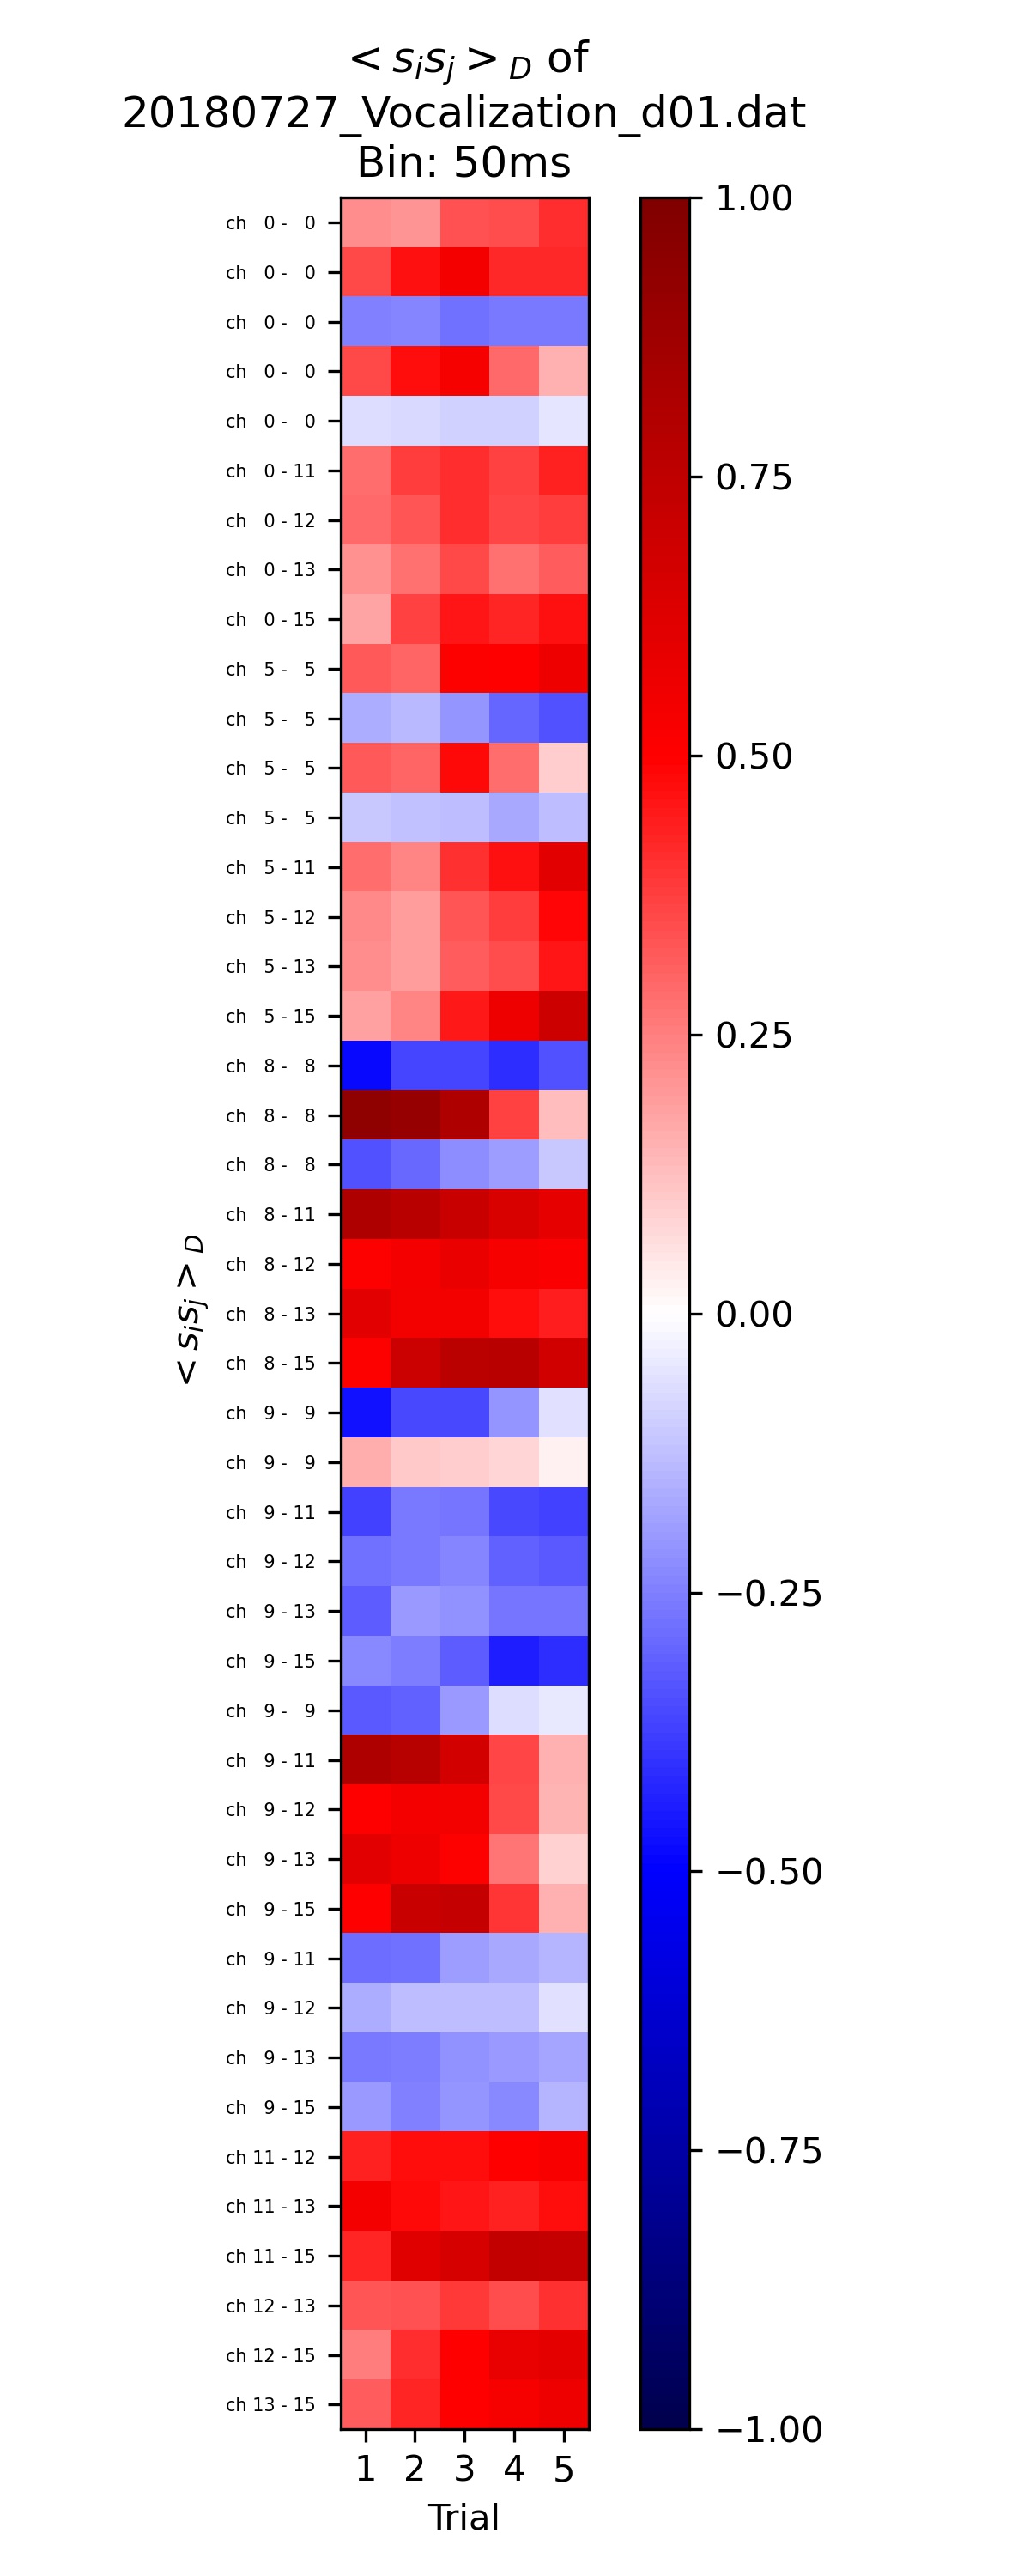 < s_i s_j >_D of
20180727_Vocalization_d01.dat
Bin: 50ms
ch 0 - 0
ch 0 - 0
ch 0 - 0
ch 0 - 0
ch 0 - 0
ch 0 - 11
ch 0 - 12
ch 0 - 13
ch 0 - 15
ch 5 - 5
ch 5 - 5
ch 5 - 5
ch 5 - 5
ch 5 - 11
ch 5 - 12
ch 5 - 13
ch 5 - 15
ch 8 - 8
ch 8 - 8
ch 8 - 8
ch 8 - 11
ch 8 - 12
ch 8 - 13
ch 8 - 15
ch 9 - 9
ch 9 - 9
ch 9 - 11
ch 9 - 12
ch 9 - 13
ch 9 - 15
ch 9 - 9
ch 9 - 11
ch 9 - 12
ch 9 - 13
ch 9 - 15
ch 9 - 11
ch 9 - 12
ch 9 - 13
ch 9 - 15
ch 11 - 12
ch 11 - 13
ch 11 - 15
ch 12 - 13
ch 12 - 15
ch 13 - 15
< s_i s_j >_D
1 2 3 4 5
Trial
1.00
0.75
0.50
0.25
0.00
−0.25
−0.50
−0.75
−1.00